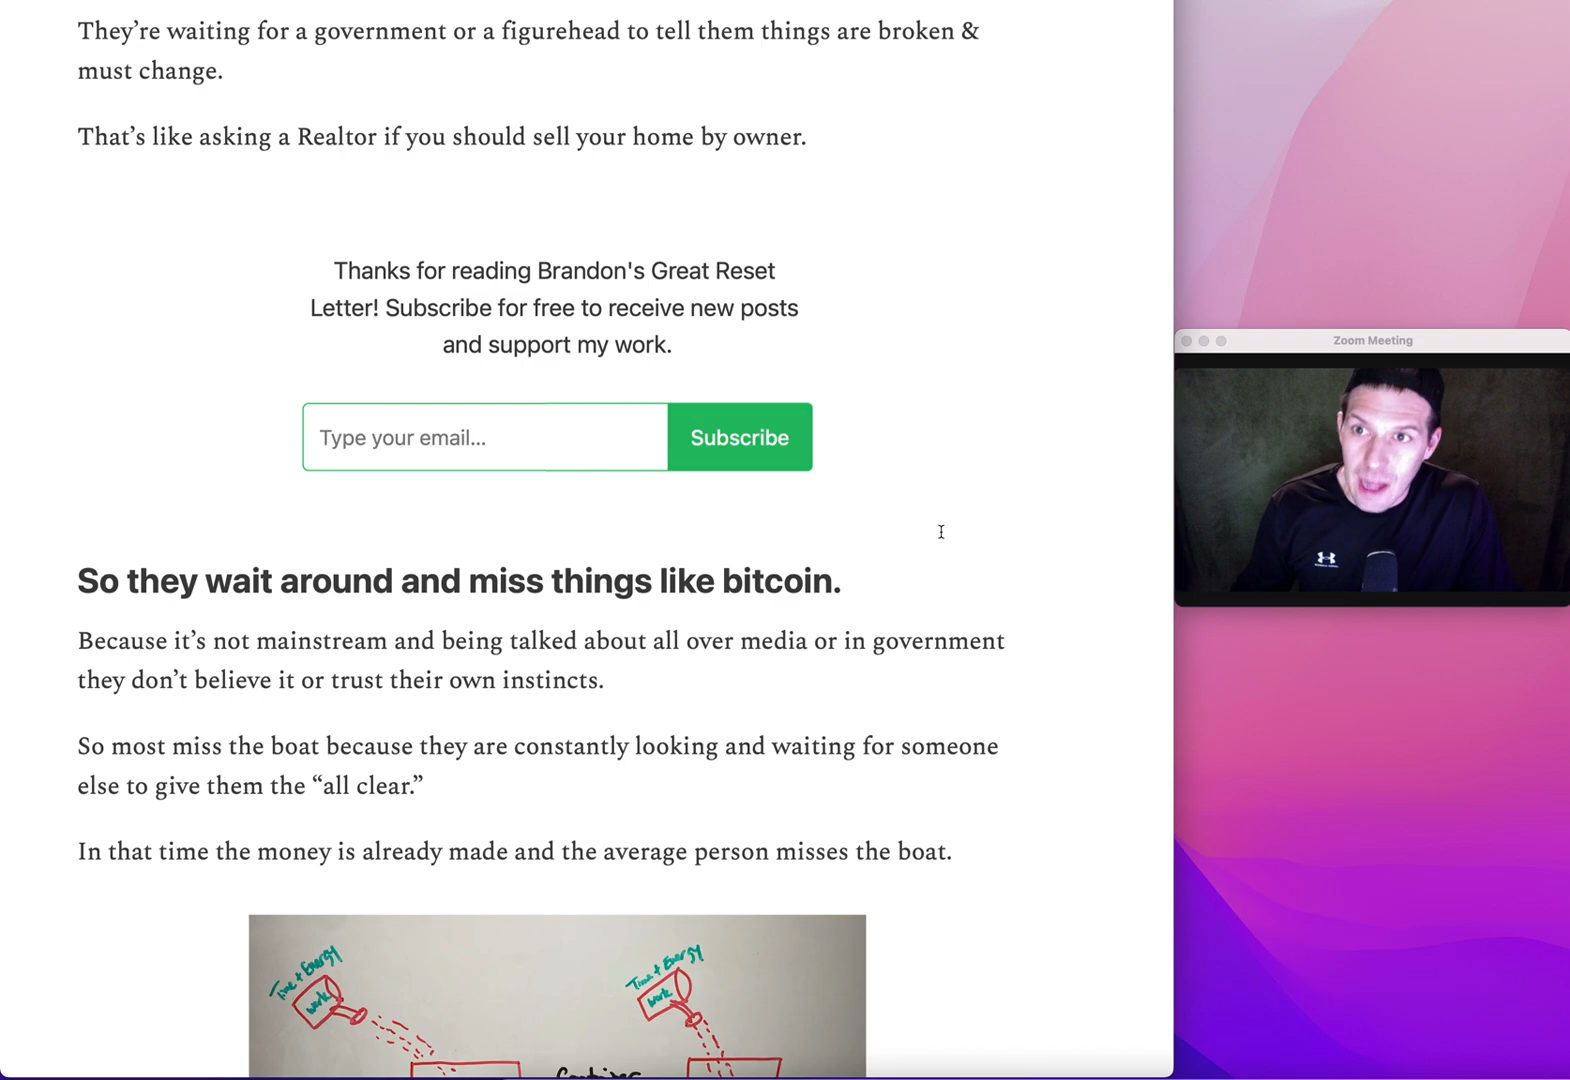 They’re waiting for a government or a figurehead to tell them things are broken &
must change.
That’s like asking a Realtor if you should sell your home by owner.
Thanks for reading Brandon's Great Reset
Letter! Subscribe for free to receive new posts
and support my work.
Type your email...
Subscribe
Zoom Meeting
So they wait around and miss things like bitcoin.
Because it’s not mainstream and being talked about all over media or in government
they don’t believe it or trust their own instincts.
So most miss the boat because they are constantly looking and waiting for someone
else to give them the “all clear.”
In that time the money is already made and the average person misses the boat.
Time + Energy
work
Time + Energy
work
Container